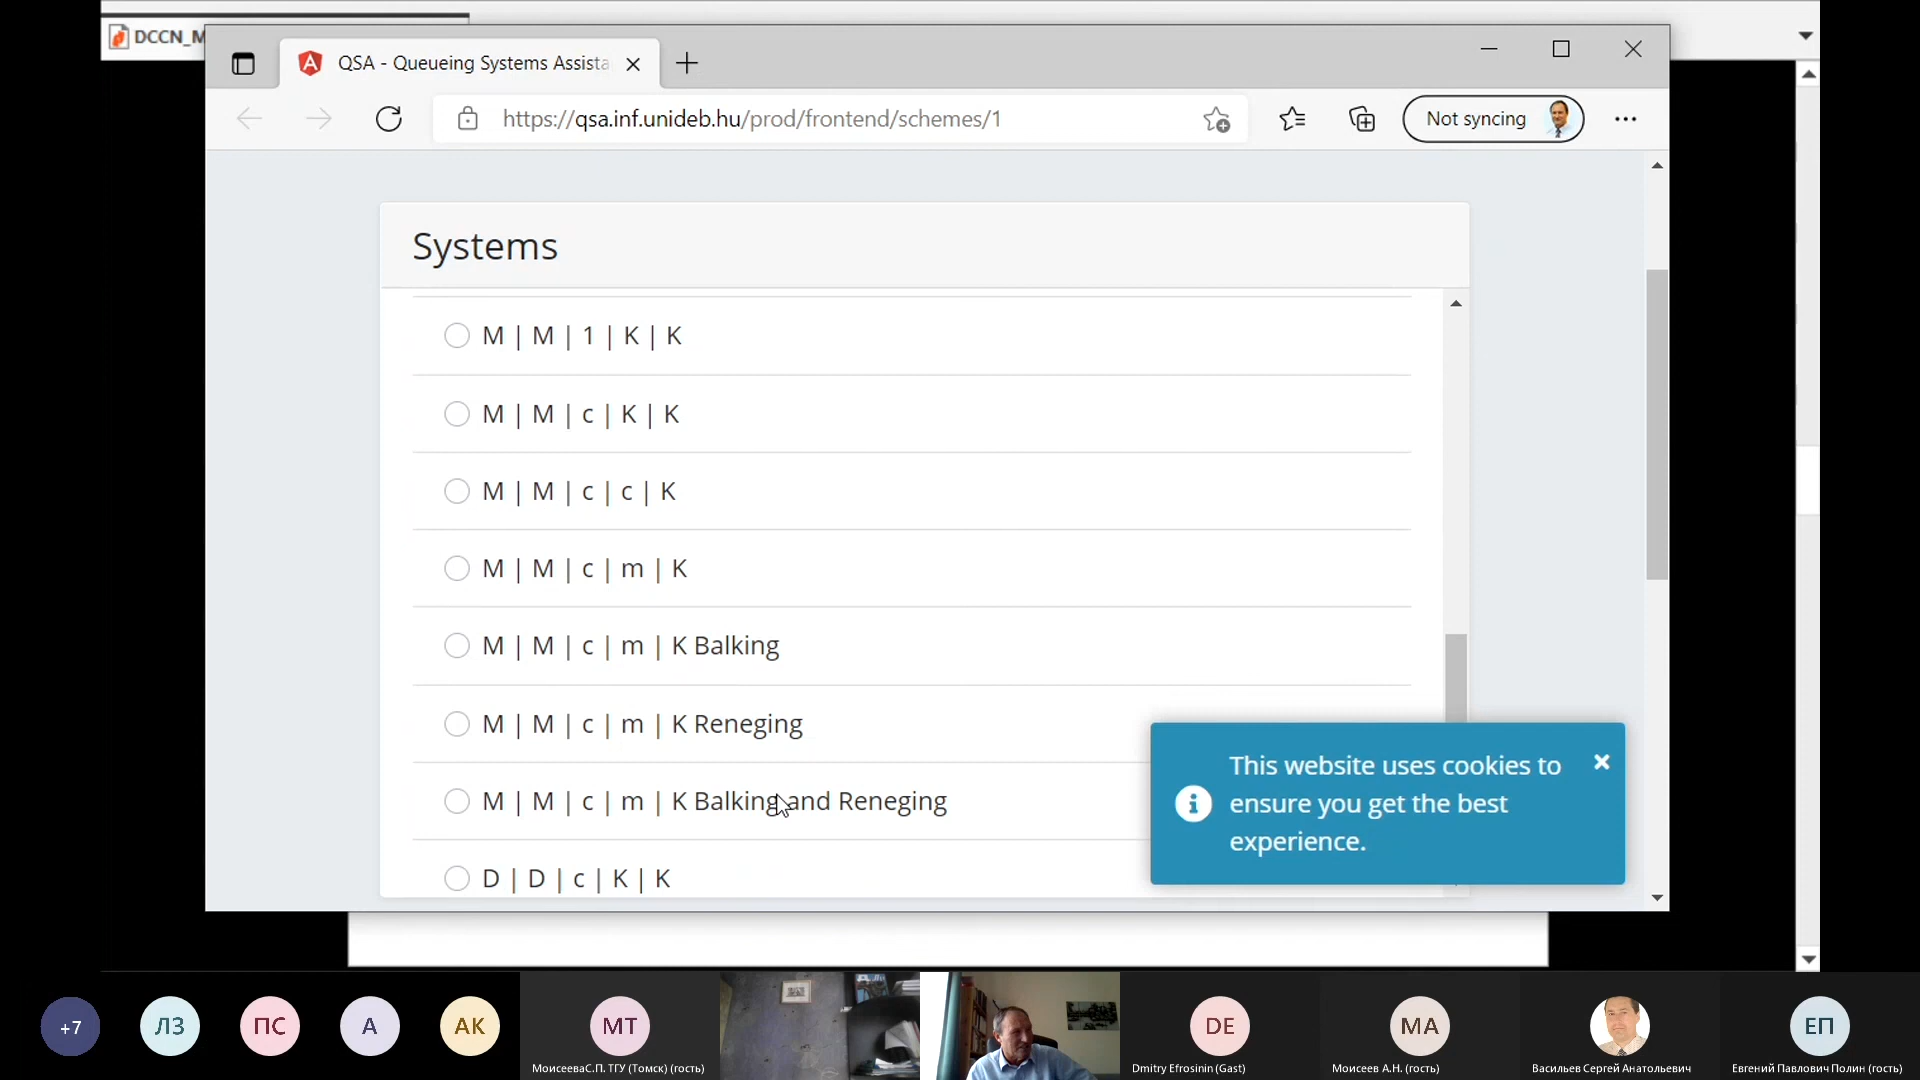 DCCN_M
QSA - Queueing Systems Assista
https://qsa.inf.unideb.hu/prod/frontend/schemes/1
Not syncing
Systems
M | M | 1 | K | K
M | M | c | K | K
M | M | c | c | K
M | M | c | m | K
M | M | c | m | K Balking
M | M | c | m | K Reneging
M | M | c | m | K Balking and Reneging
D | D | c | K | K
This website uses cookies to
ensure you get the best
experience.
+7
ЛЗ
ПС
А
АК
МТ
DE
МА
ЕП
МоисееваС.П. ТГУ (Томск) (гость)
Dmitry Efrosinin (Gast)
Моисеев А.Н. (гость)
Васильев Сергей Анатольевич
Евгений Павлович Полин (гость)